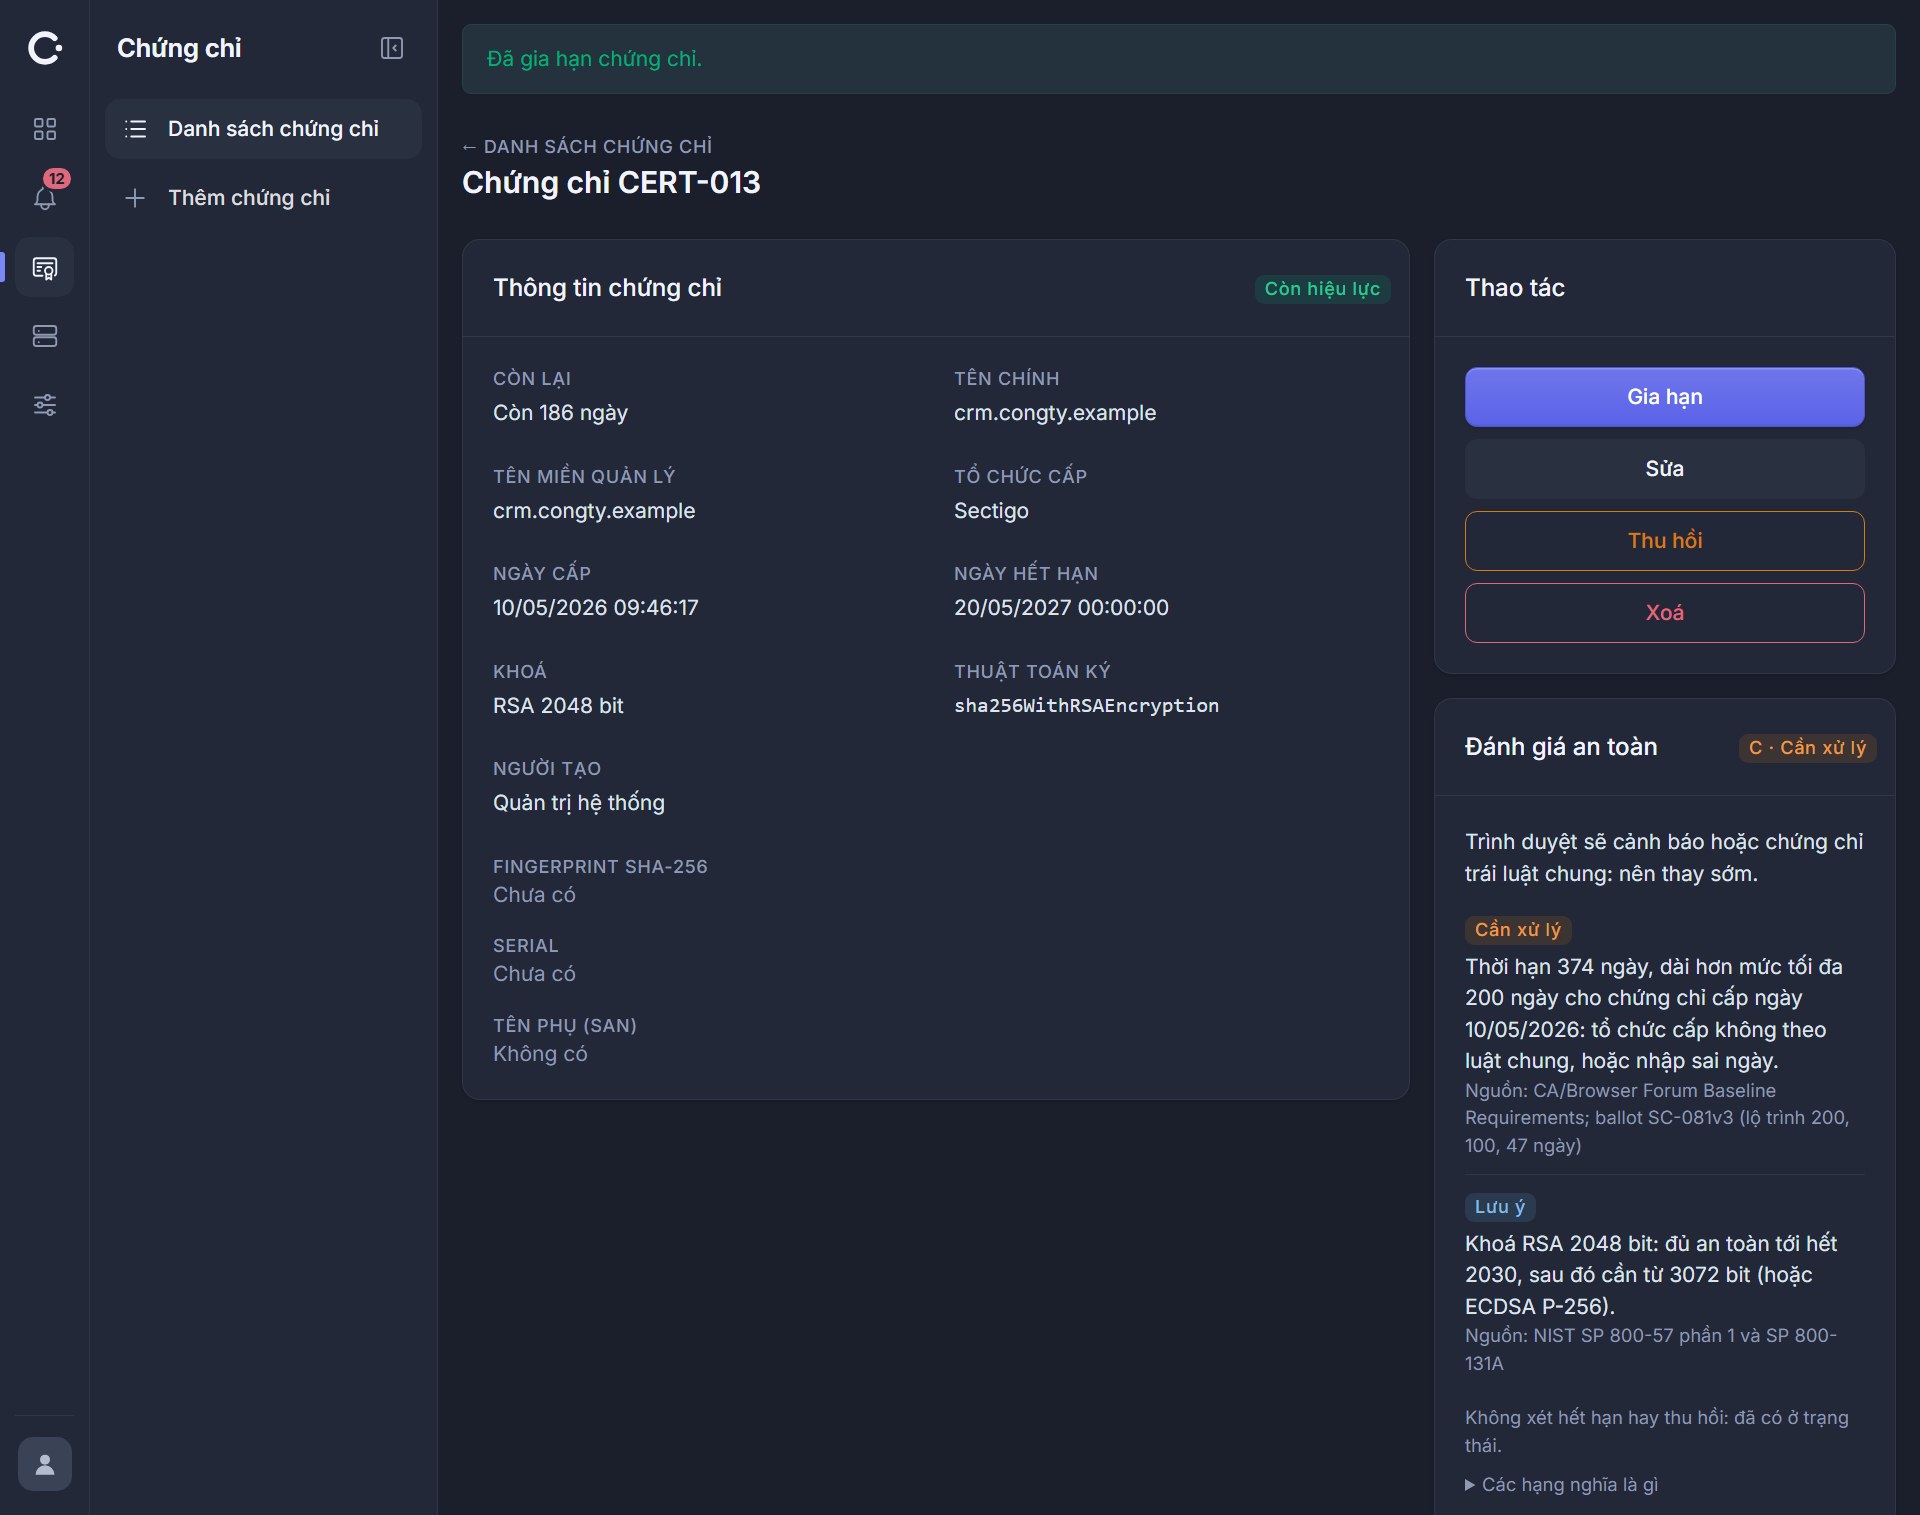 Chứng chỉ
Danh sách chứng chỉ
12
Thêm chứng chỉ
Đã gia hạn chứng chỉ.
← DANH SÁCH CHỨNG CHỈ
Chứng chỉ CERT-013
Thông tin chứng chỉ
Còn hiệu lực
CÒN LẠI
Còn 186 ngày
TÊN CHÍNH
crm.congty.example
TÊN MIỀN QUẢN LÝ
crm.congty.example
TỔ CHỨC CẤP
Sectigo
NGÀY CẤP
10/05/2026 09:46:17
NGÀY HẾT HẠN
20/05/2027 00:00:00
KHOÁ
RSA 2048 bit
THUẬT TOÁN KÝ
sha256WithRSAEncryption
NGƯỜI TẠO
Quản trị hệ thống
FINGERPRINT SHA-256
Chưa có
SERIAL
Chưa có
TÊN PHỤ (SAN)
Không có
Thao tác
Gia hạn
Sửa
Thu hồi
Xoá
Đánh giá an toàn
C · Cần xử lý
Trình duyệt sẽ cảnh báo hoặc chứng chỉ
trái luật chung: nên thay sớm.
Cần xử lý
Thời hạn 374 ngày, dài hơn mức tối đa
200 ngày cho chứng chỉ cấp ngày
10/05/2026: tổ chức cấp không theo
luật chung, hoặc nhập sai ngày.
Nguồn: CA/Browser Forum Baseline
Requirements; ballot SC-081v3 (lộ trình 200,
100, 47 ngày)
Lưu ý
Khoá RSA 2048 bit: đủ an toàn tới hết
2030, sau đó cần từ 3072 bit (hoặc
ECDSA P-256).
Nguồn: NIST SP 800-57 phần 1 và SP 800-
131A
Không xét hết hạn hay thu hồi: đã có ở trạng
thái.
▶ Các hạng nghĩa là gì